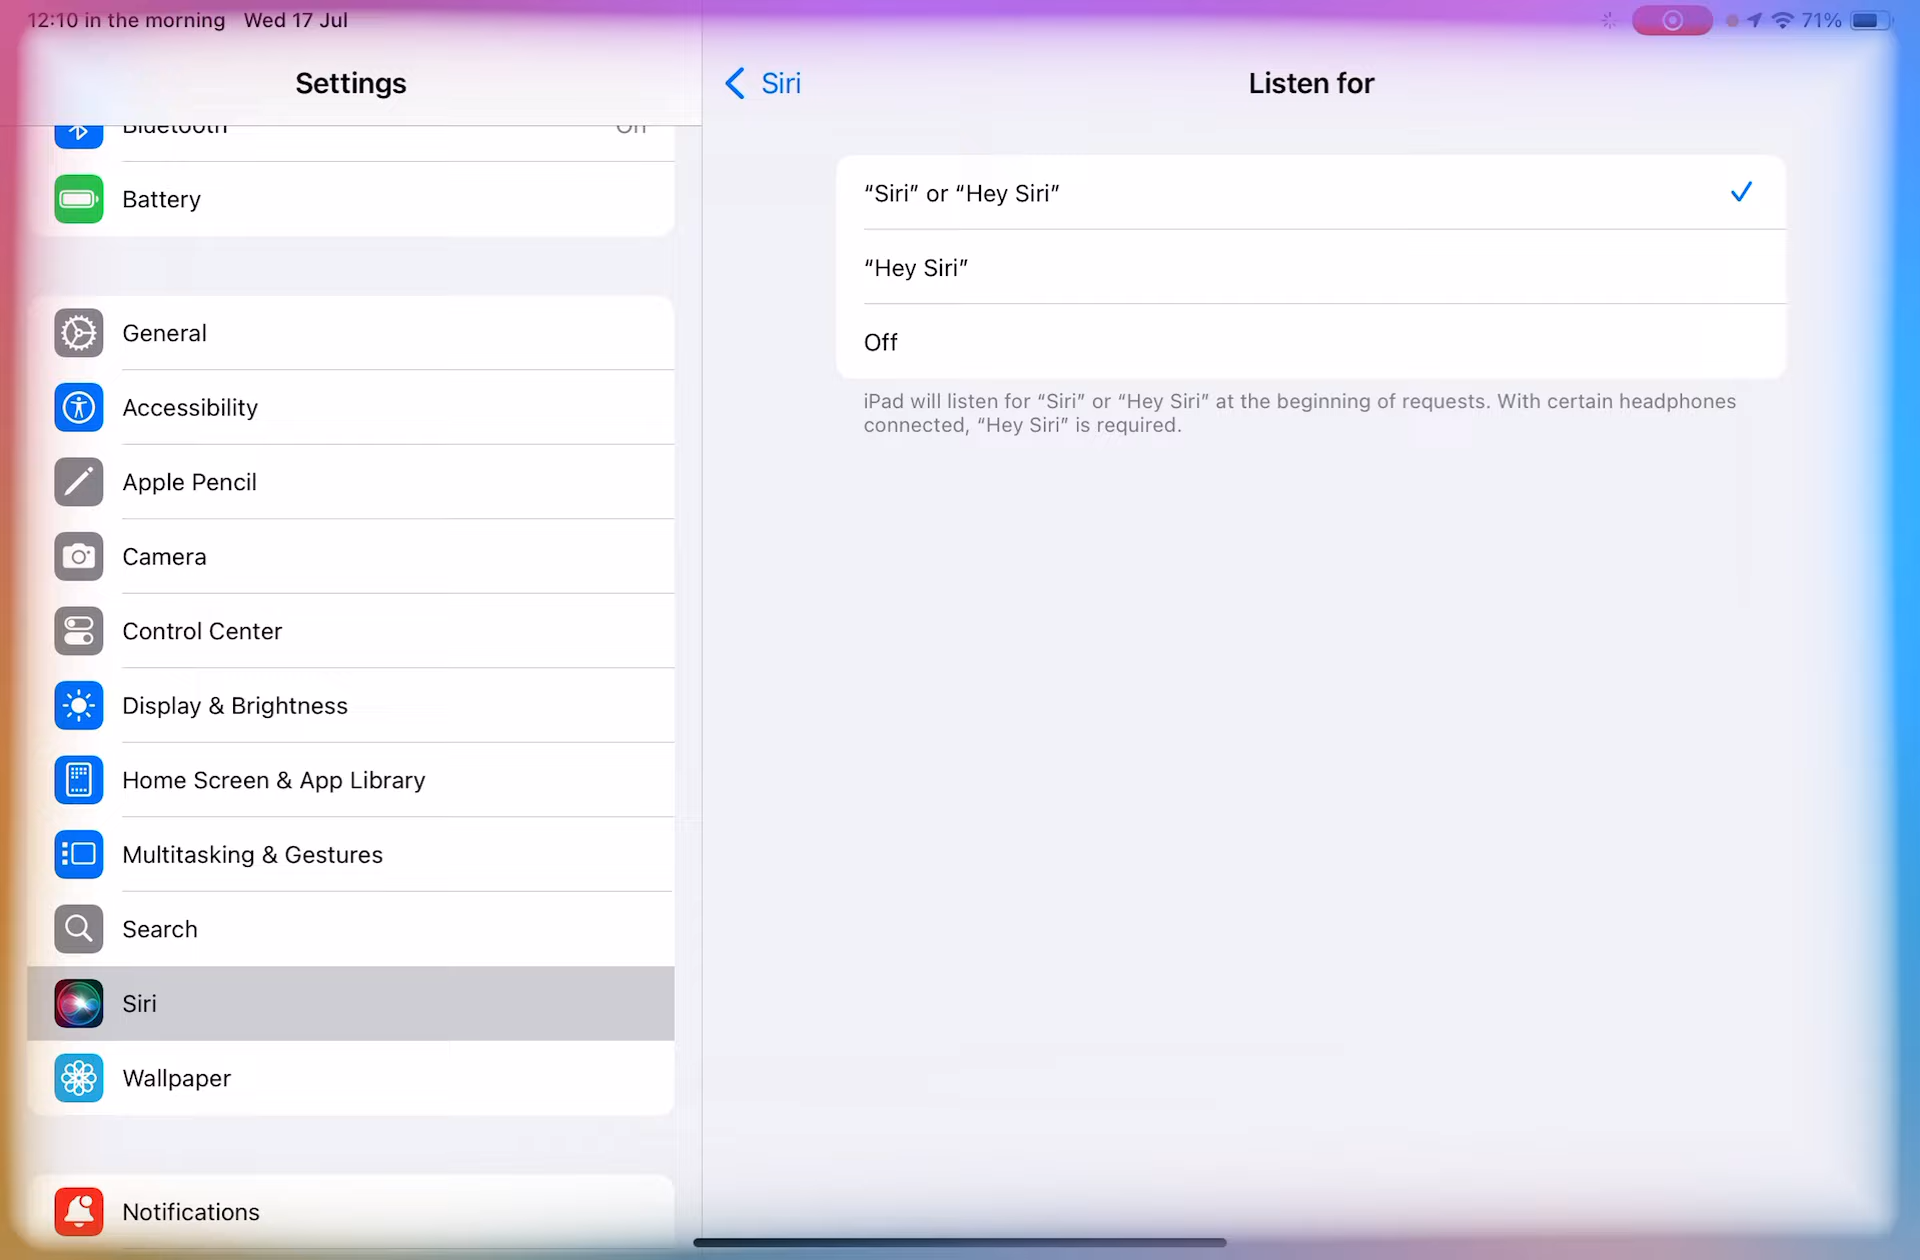 12:10 in the morning Wed 17 Jul
71%
Settings
Bluetooth
On
Battery
General
Accessibility
Apple Pencil
Camera
Control Center
Display & Brightness
Home Screen & App Library
Multitasking & Gestures
Search
Siri
Wallpaper
Notifications
Siri
Listen for
“Siri” or “Hey Siri”
“Hey Siri”
Off
iPad will listen for “Siri” or “Hey Siri” at the beginning of requests. With certain headphones
connected, “Hey Siri” is required.